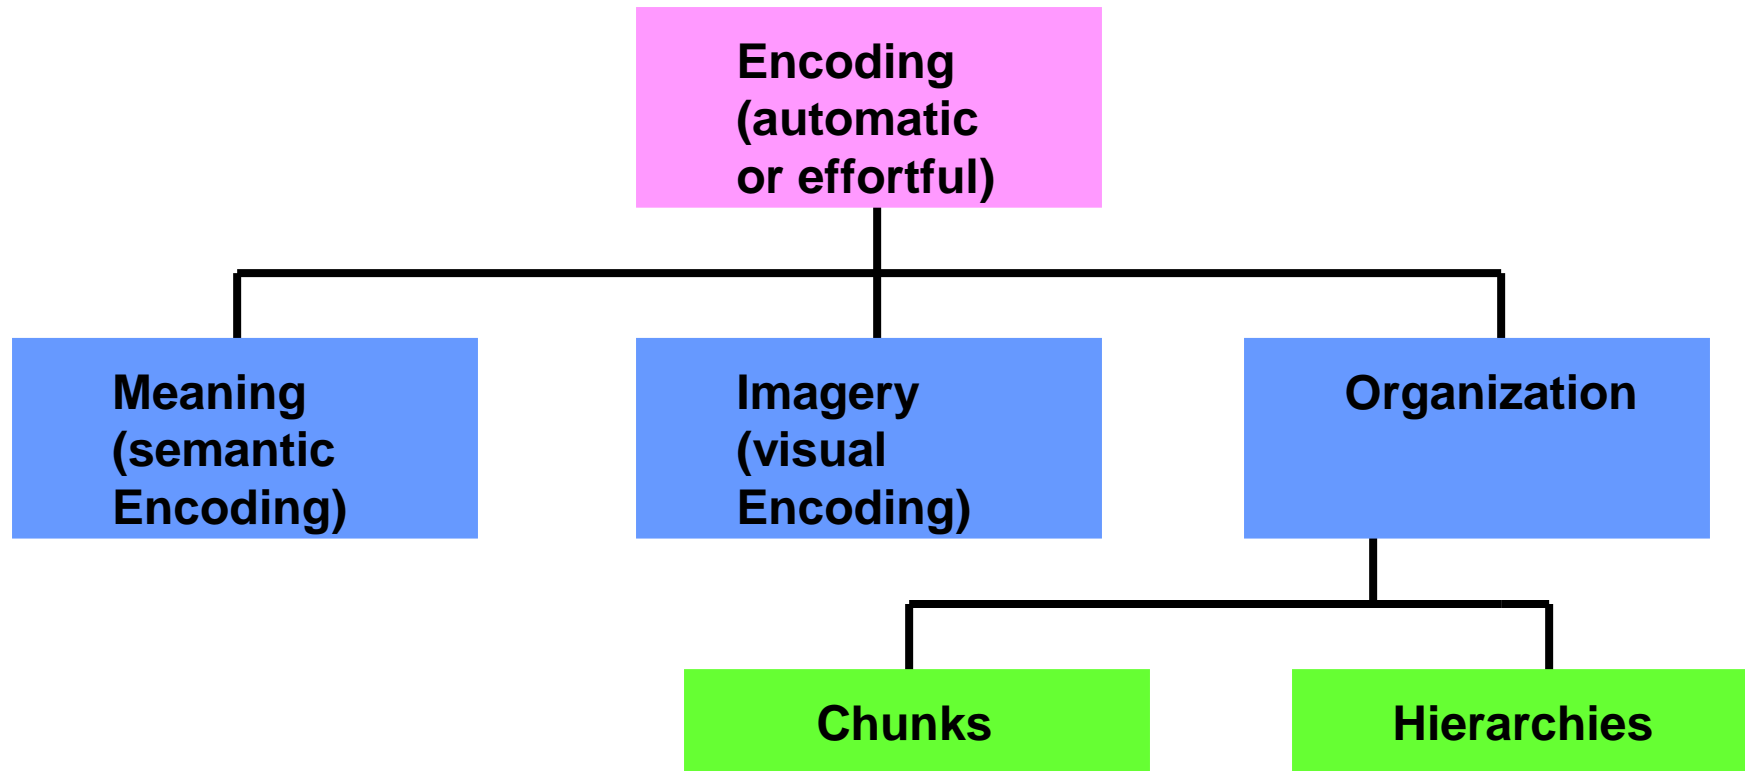 Encoding
(automatic
or effortful)
Meaning
(semantic
Encoding)
Imagery
(visual
Encoding)
Organization
Chunks
Hierarchies